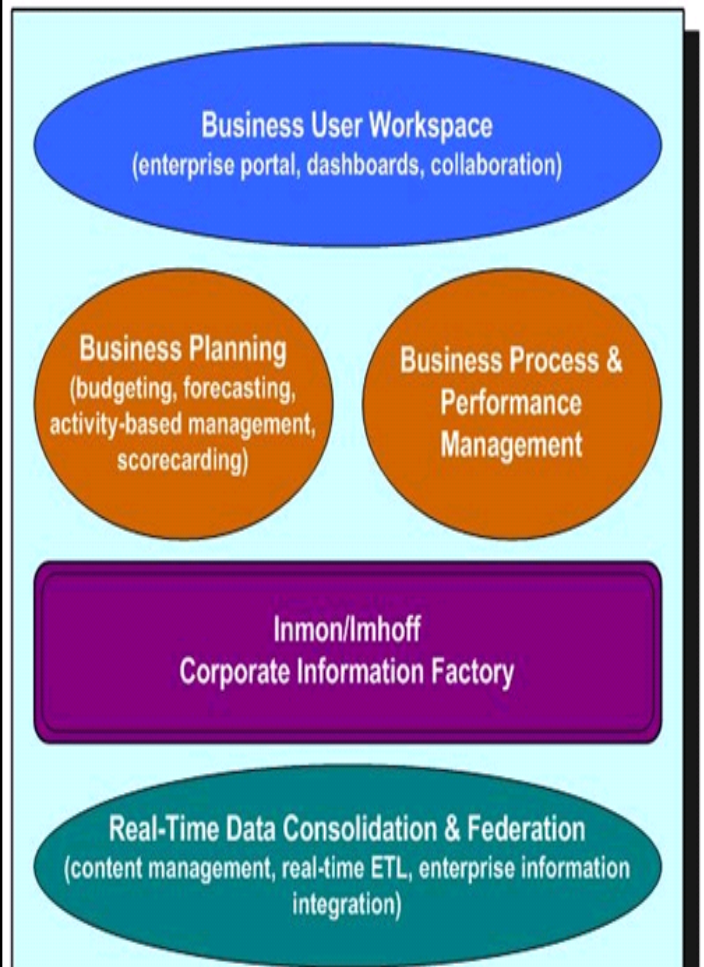 Business User Workspace
(enterprise portal, dashboards, collaboration)
Business Planning
(budgeting, forecasting,
activity-based management,
scorecarding)
Business Process &
Performance
Management
Inmon/Imhoff
Corporate Information Factory
Real-Time Data Consolidation & Federation
(content management, real-time ETL, enterprise information
integration)